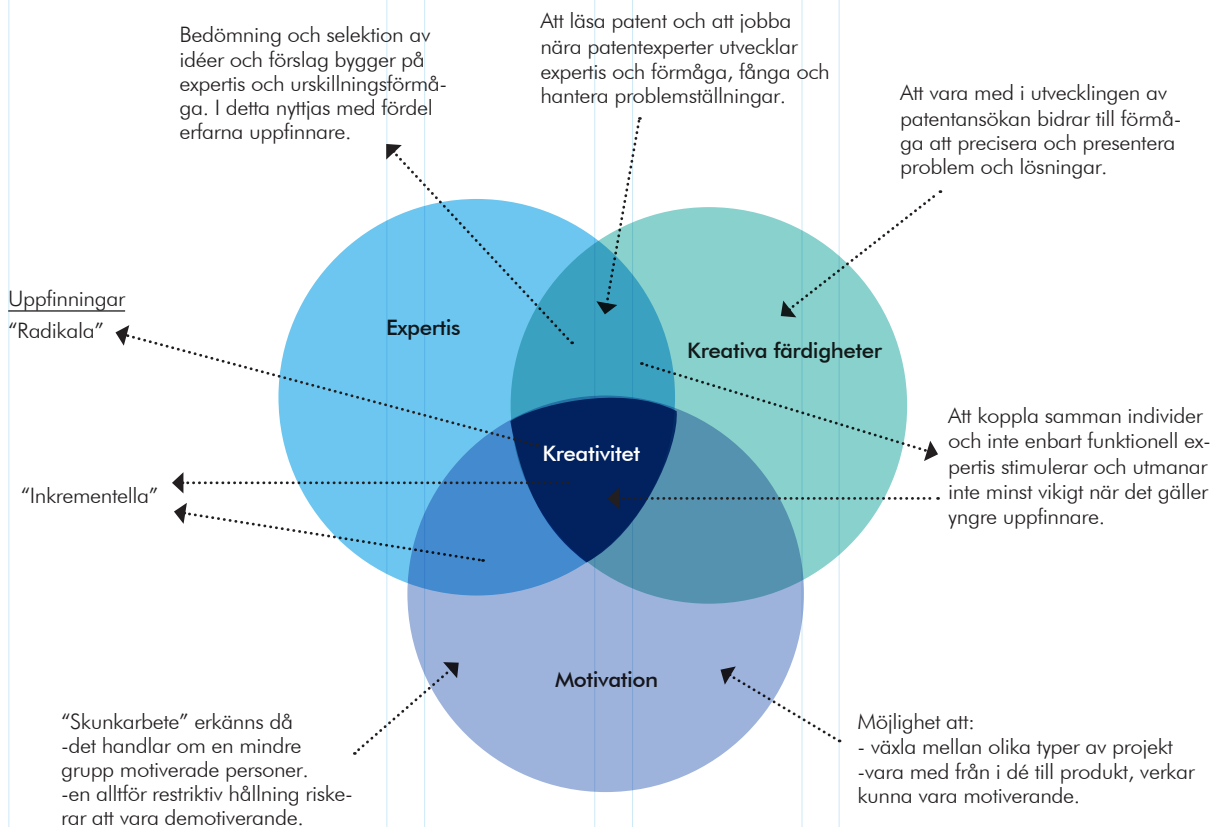 Bedömning och selektion av
idéer och förslag bygger på
expertis och urskillningsförmå-
ga. I detta nyttjas med fördel
erfarna uppfinnare.
Att läsa patent och att jobba
nära patentexperter utvecklar
expertis och förmåga, fånga och
hantera problemställningar.
Att vara med i utvecklingen av
patentansökan bidrar till förmå-
ga att precisera och presentera
problem och lösningar.
Uppfinningar
“Radikala”
Expertis
Kreativa färdigheter
Kreativitet
“Inkrementella”
Att koppla samman individer
och inte enbart funktionell ex-
pertis stimulerar och utmanar
inte minst vikigt när det gäller
yngre uppfinnare.
Motivation
“Skunkarbete” erkänns då
-det handlar om en mindre
grupp motiverade personer.
-en alltför restriktiv hållning riske-
rar att vara demotiverande.
Möjlighet att:
- växla mellan olika typer av projekt
-vara med från i dé till produkt, verkar
kunna vara motiverande.